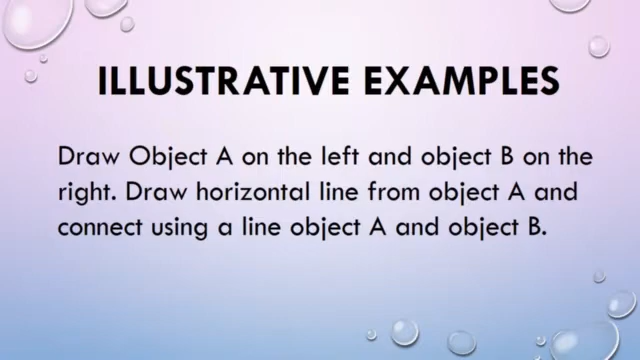 ILLUSTRATIVE EXAMPLES
Draw Object A on the left and object B on the
right. Draw horizontal line from object A and
connect using a line object A and object B.